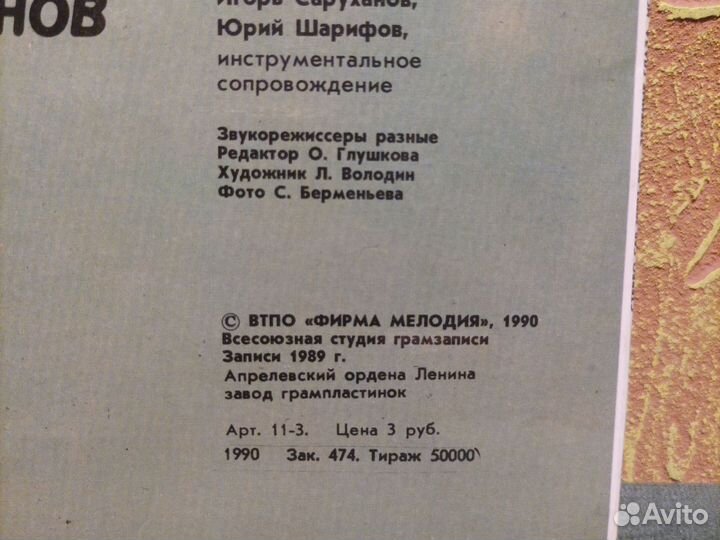 НОВ
Игорь Саруханов,
Юрий Шарифов,
инструментальное
сопровождение
Звукорежиссеры разные
Редактор О. Глушкова
Художник Л. Володин
Фото С. Берменьева
© ВТПО «ФИРМА МЕЛОДИЯ», 1990
Всесоюзная студия грамзаписи
Записи 1989 г.
Апрелевский ордена Ленина
завод грампластинок
Арт. 11-3. Цена 3 руб.
1990 Зак. 474. Тираж 50000
Avito